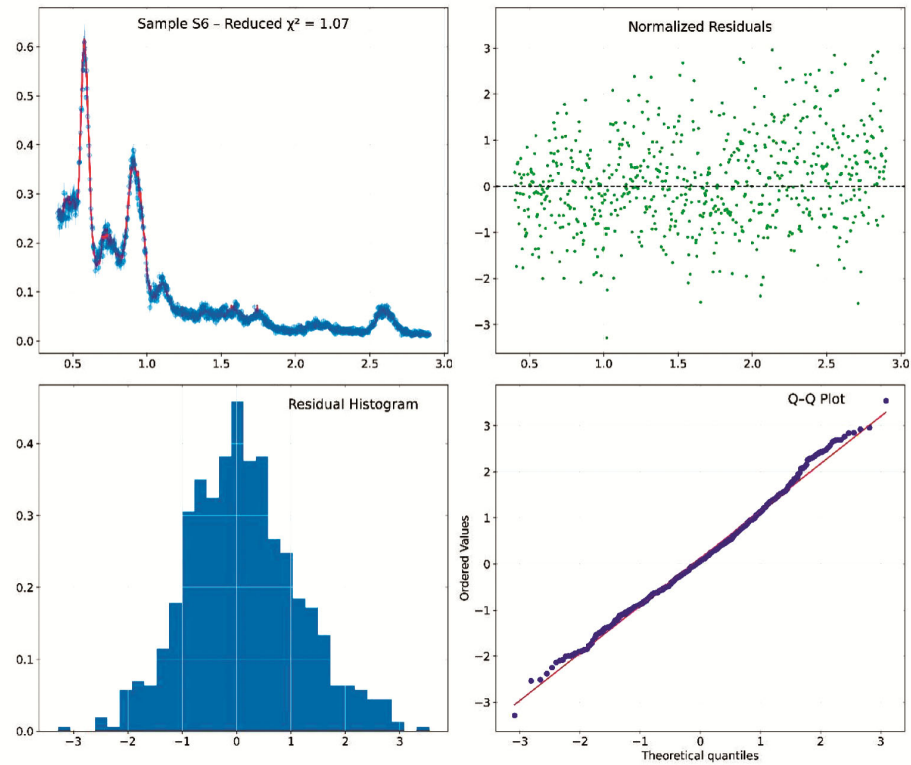 Sample S6 – Reduced χ² = 1.07
0.6
0.5
0.4
0.3
0.2
0.1
0.0
0.5 1.0 1.5 2.0 2.5 3.0
Normalized Residuals
3
2
1
0
−1
−2
−3
0.5 1.0 1.5 2.0 2.5 3.0
Residual Histogram
0.4
0.3
0.2
0.1
0.0
−3 −2 −1 0 1 2 3
Q–Q Plot
Ordered Values
3
2
1
0
−1
−2
−3
−3 −2 −1 0 1 2 3
Theoretical quantiles